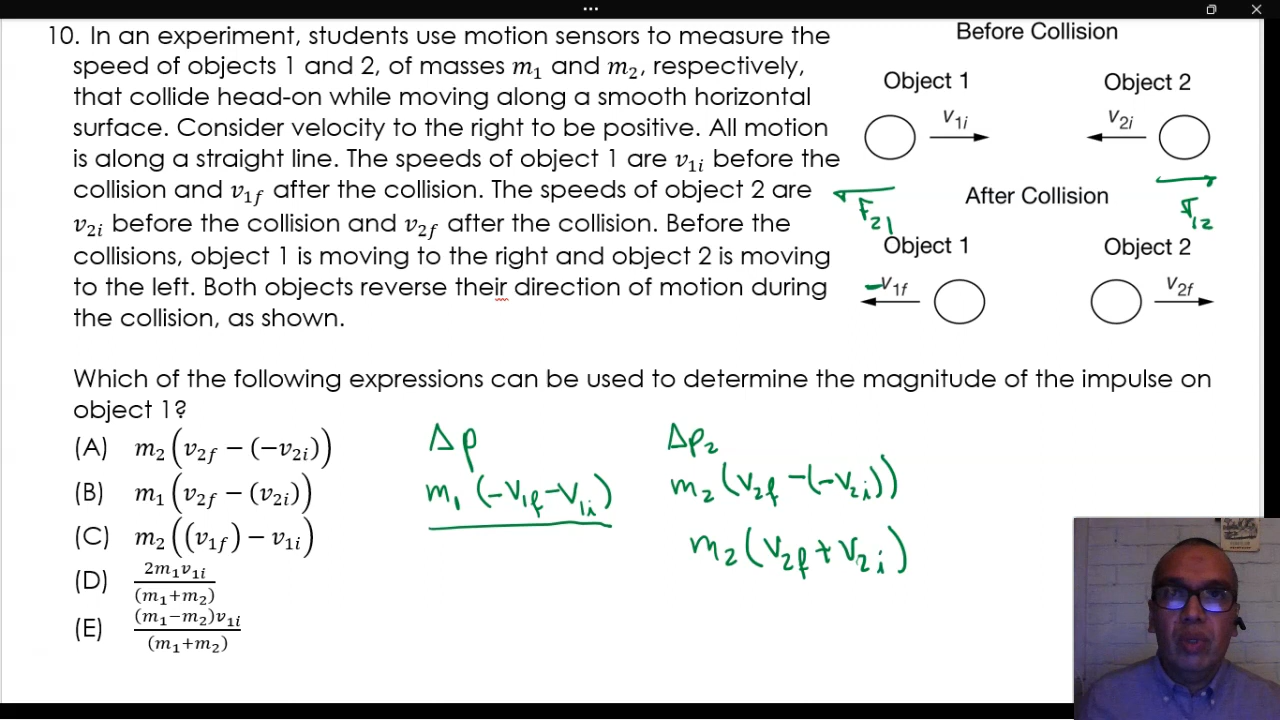 10. In an experiment, students use motion sensors to measure the
speed of objects 1 and 2, of masses m₁ and m₂, respectively,
that collide head-on while moving along a smooth horizontal
surface. Consider velocity to the right to be positive. All motion
is along a straight line. The speeds of object 1 are v₁ᵢ before the
collision and v₁f after the collision. The speeds of object 2 are
v₂ᵢ before the collision and v₂f after the collision. Before the
collisions, object 1 is moving to the right and object 2 is moving
to the left. Both objects reverse their direction of motion during
the collision, as shown.
Before Collision
Object 1 Object 2
v₁ᵢ v₂ᵢ
After Collision
F₂₁ F₁₂
Object 1 Object 2
-v₁f v₂f
Which of the following expressions can be used to determine the magnitude of the impulse on
object 1?
(A) m₂(v₂f − (−v₂ᵢ))
(B) m₁(v₂f − (v₂ᵢ))
(C) m₂((v₁f) − v₁ᵢ)
(D) 2m₁v₁ᵢ/(m₁+m₂)
(E) (m₁−m₂)v₁ᵢ/(m₁+m₂)
Δp
m₁(-v₁f-v₁ᵢ)
Δp₂
m₂(v₂f-(-v₂ᵢ))
m₂(v₂f+v₂ᵢ)